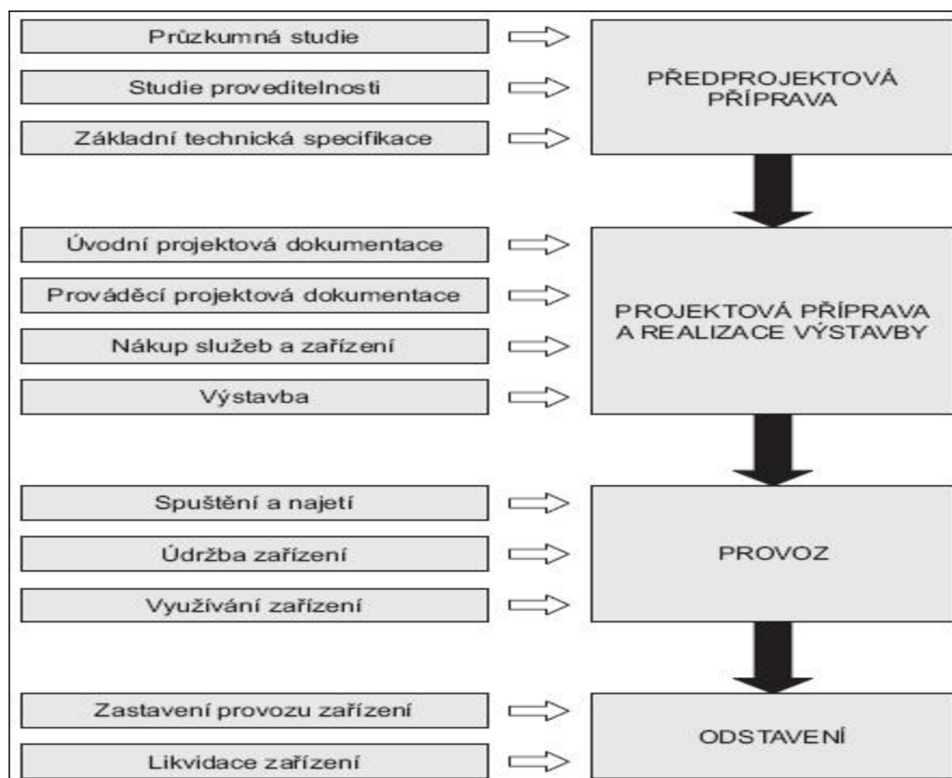 Průzkumná studie
Studie proveditelnosti
Základní technická specifikace
PŘEDPROJEKTOVÁ
PŘÍPRAVA
Úvodní projektová dokumentace
Prováděcí projektová dokumentace
Nákup služeb a zařízení
Výstavba
PROJEKTOVÁ PŘÍPRAVA
A REALIZACE VÝSTAVBY
Spuštění a najetí
Údržba zařízení
Využívání zařízení
PROVOZ
Zastavení provozu zařízení
Likvidace zařízení
ODSTAVENÍ